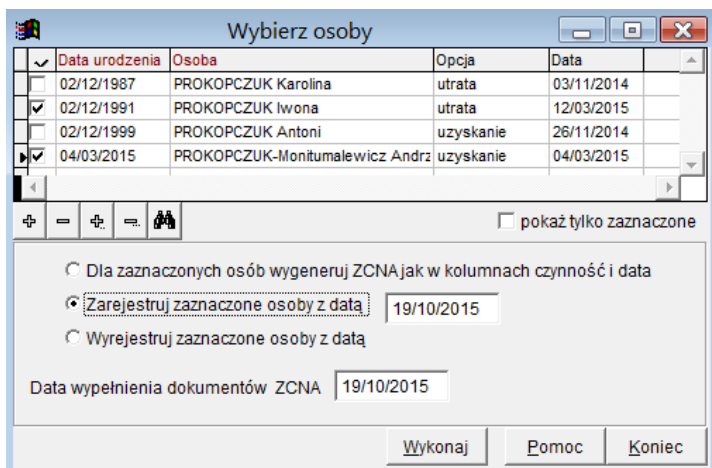 Wybierz osoby
Data urodzenia Osoba Opcja Data
02/12/1987 PROKOPCZUK Karolina utrata 03/11/2014
02/12/1991 PROKOPCZUK Iwona utrata 12/03/2015
02/12/1999 PROKOPCZUK Antoni uzyskanie 26/11/2014
04/03/2015 PROKOPCZUK-Monitumalewicz Andrz uzyskanie 04/03/2015
pokaż tylko zaznaczone
Dla zaznaczonych osób wygeneruj ZCNA jak w kolumnach czynność i data
Zarejestruj zaznaczone osoby z datą 19/10/2015
Wyrejestruj zaznaczone osoby z datą
Data wypełnienia dokumentów ZCNA 19/10/2015
Wykonaj Pomoc Koniec